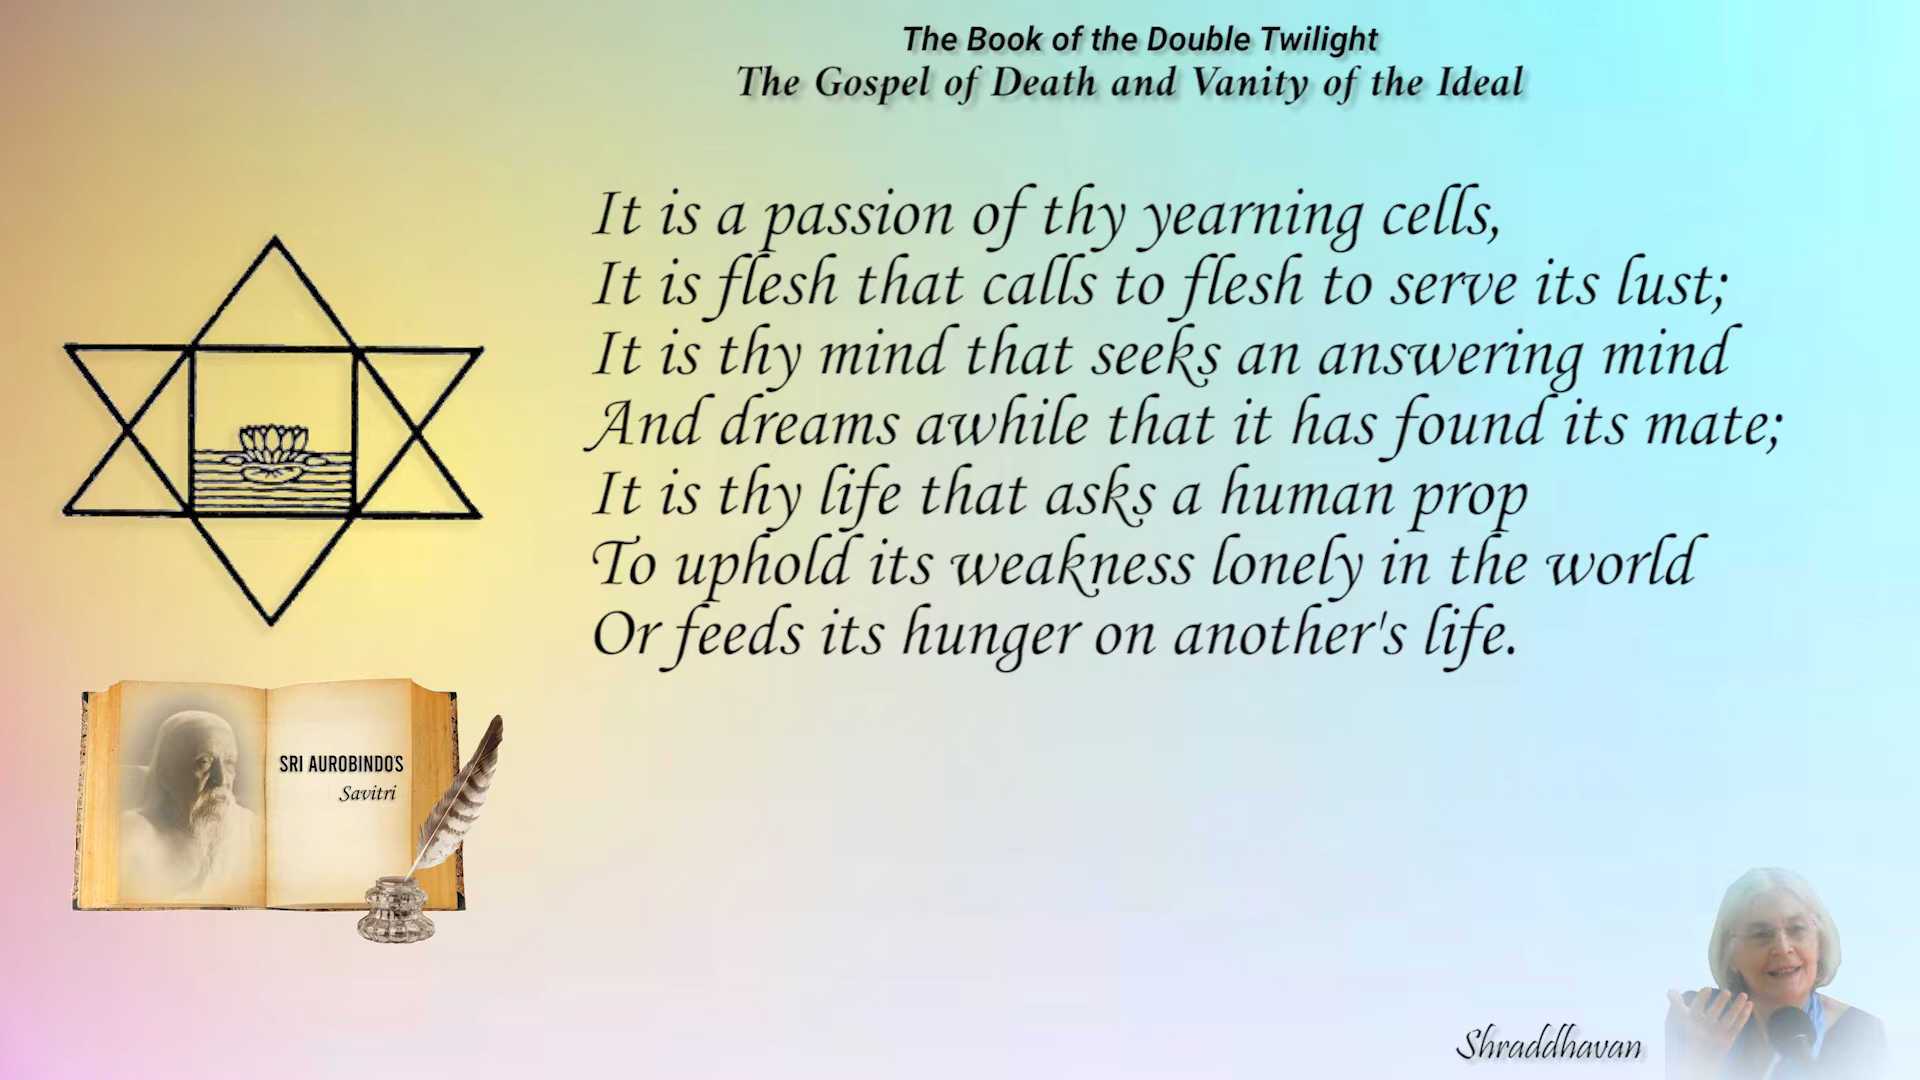 The Book of the Double Twilight
The Gospel of Death and Vanity of the Ideal
It is a passion of thy yearning cells,
It is flesh that calls to flesh to serve its lust;
It is thy mind that seeks an answering mind
And dreams awhile that it has found its mate;
It is thy life that asks a human prop
To uphold its weakness lonely in the world
Or feeds its hunger on another's life.
SRI AUROBINDO'S
Savitri
Shraddhavan